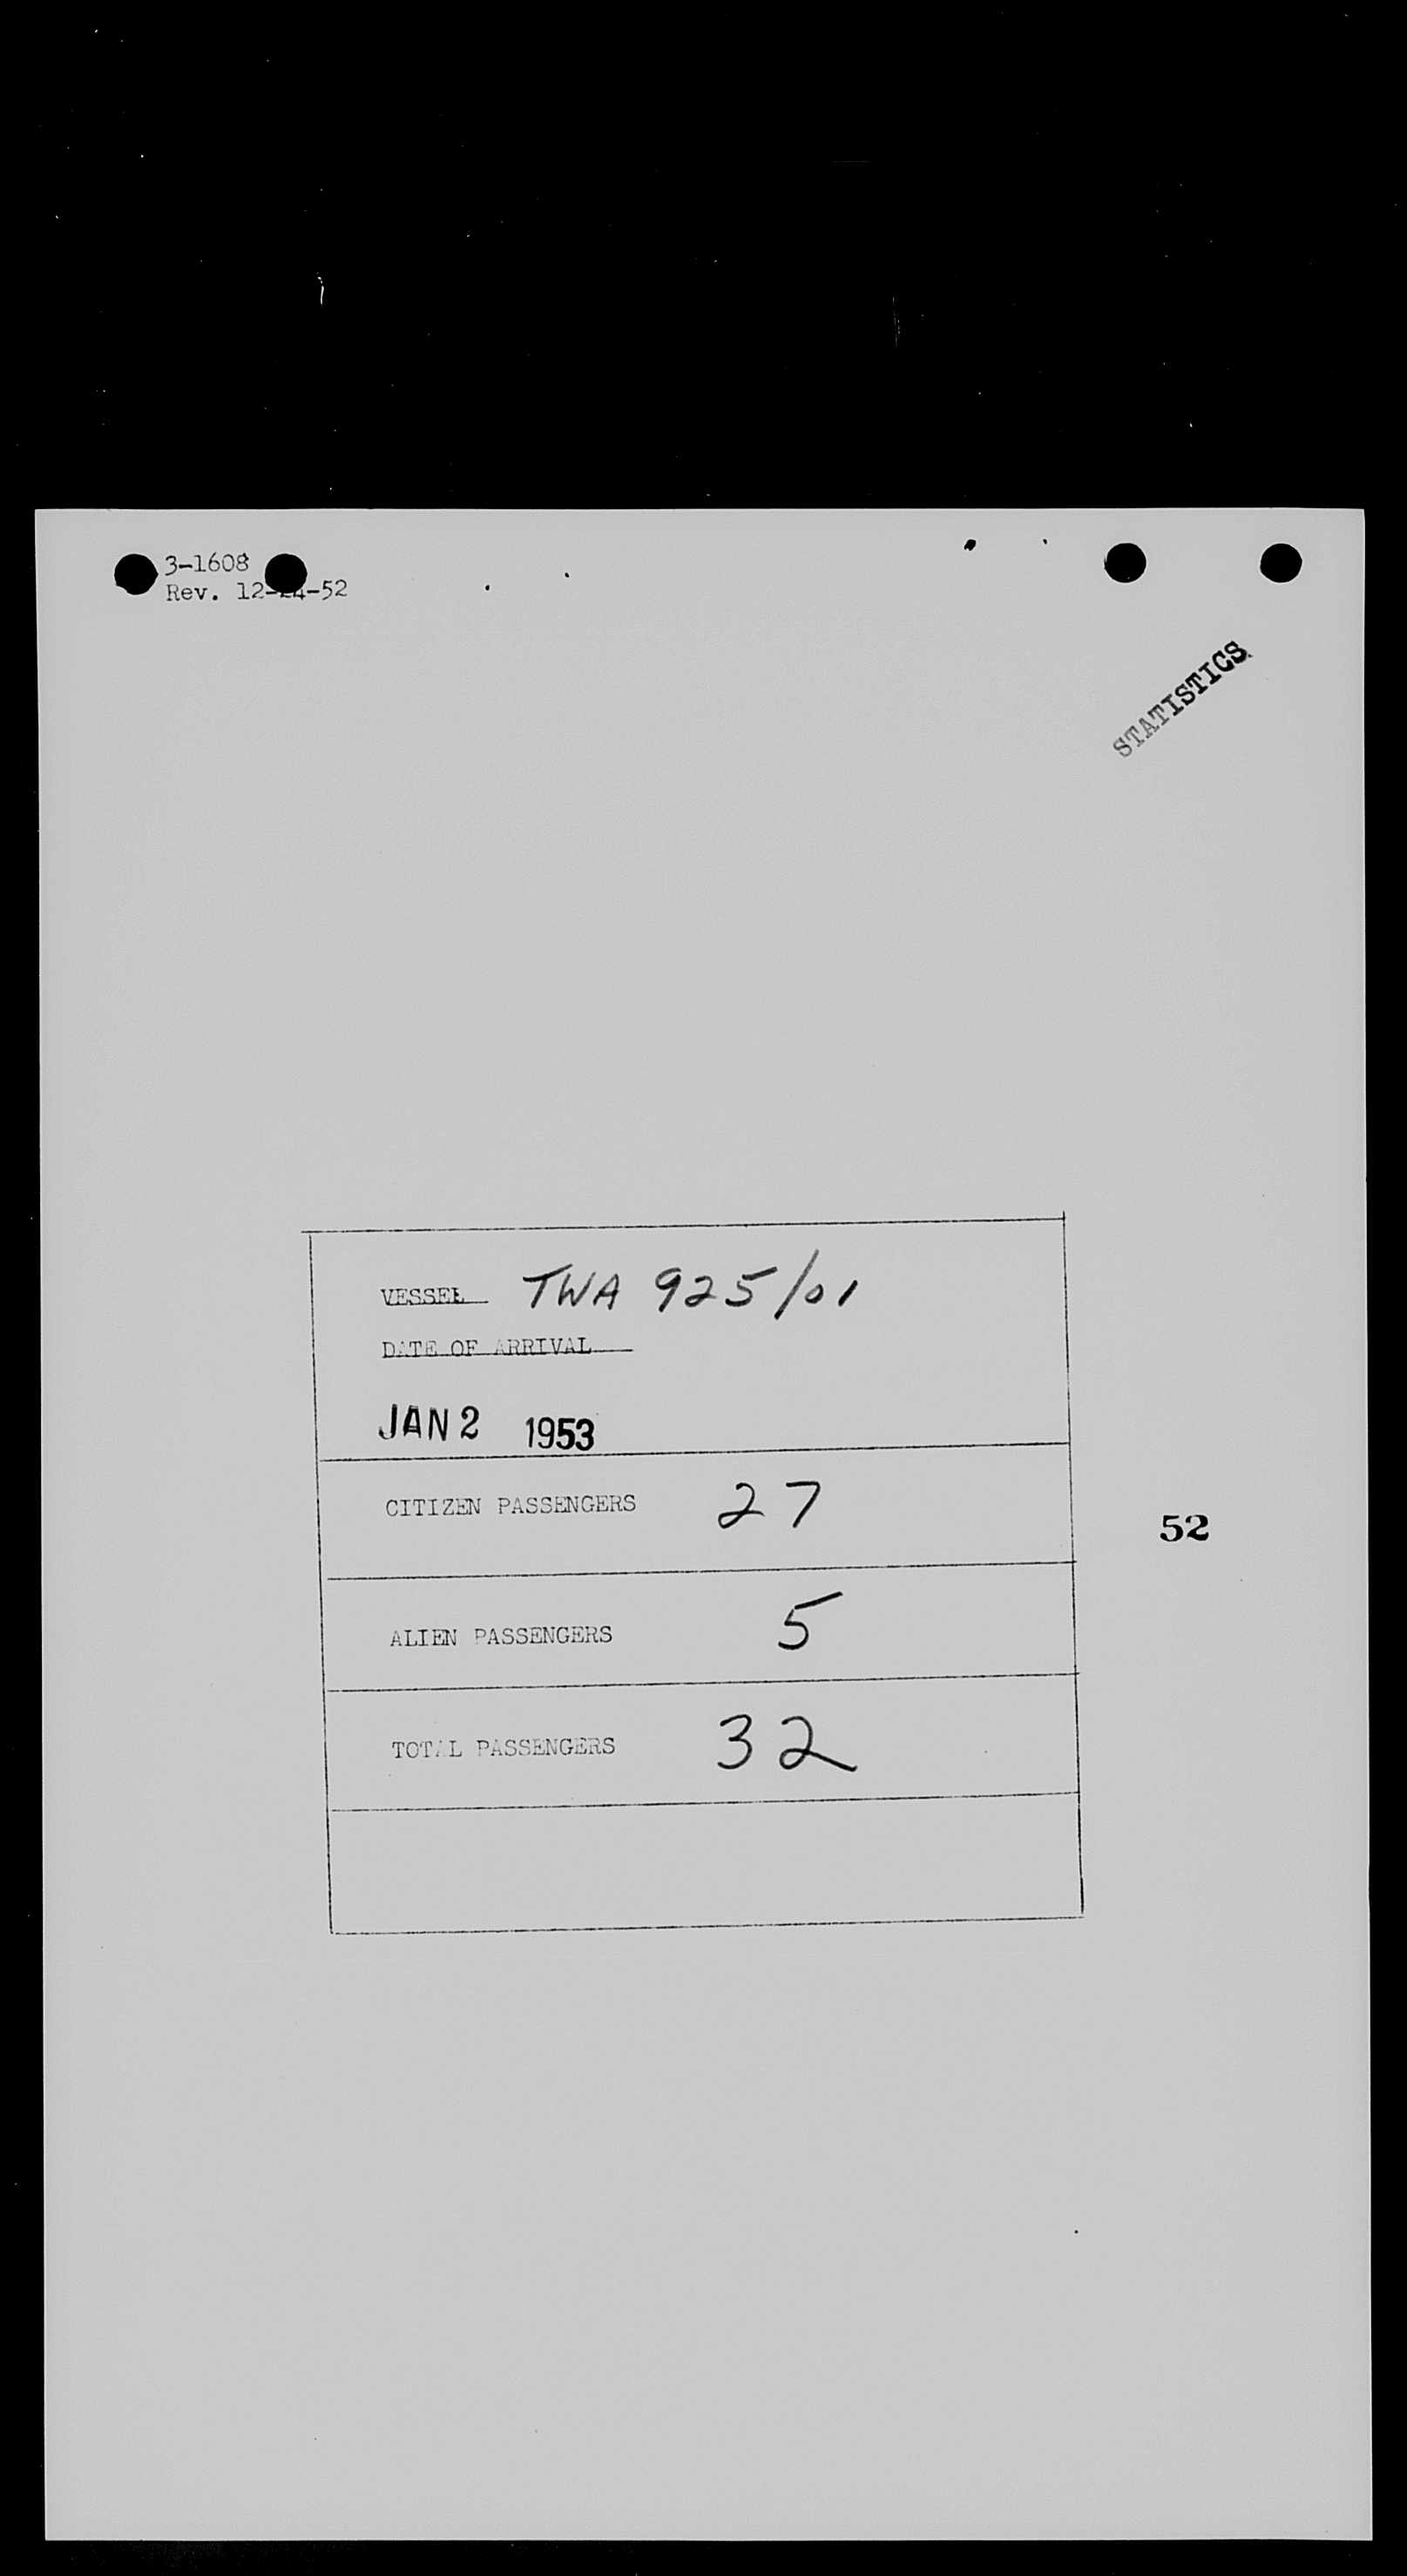 3-1608
Rev. 12-24-52
STATISTICS
VESSEL TWA 925/01
DATE OF ARRIVAL
JAN 2 1953
CITIZEN PASSENGERS 27
52
ALIEN PASSENGERS 5
TOTAL PASSENGERS 32